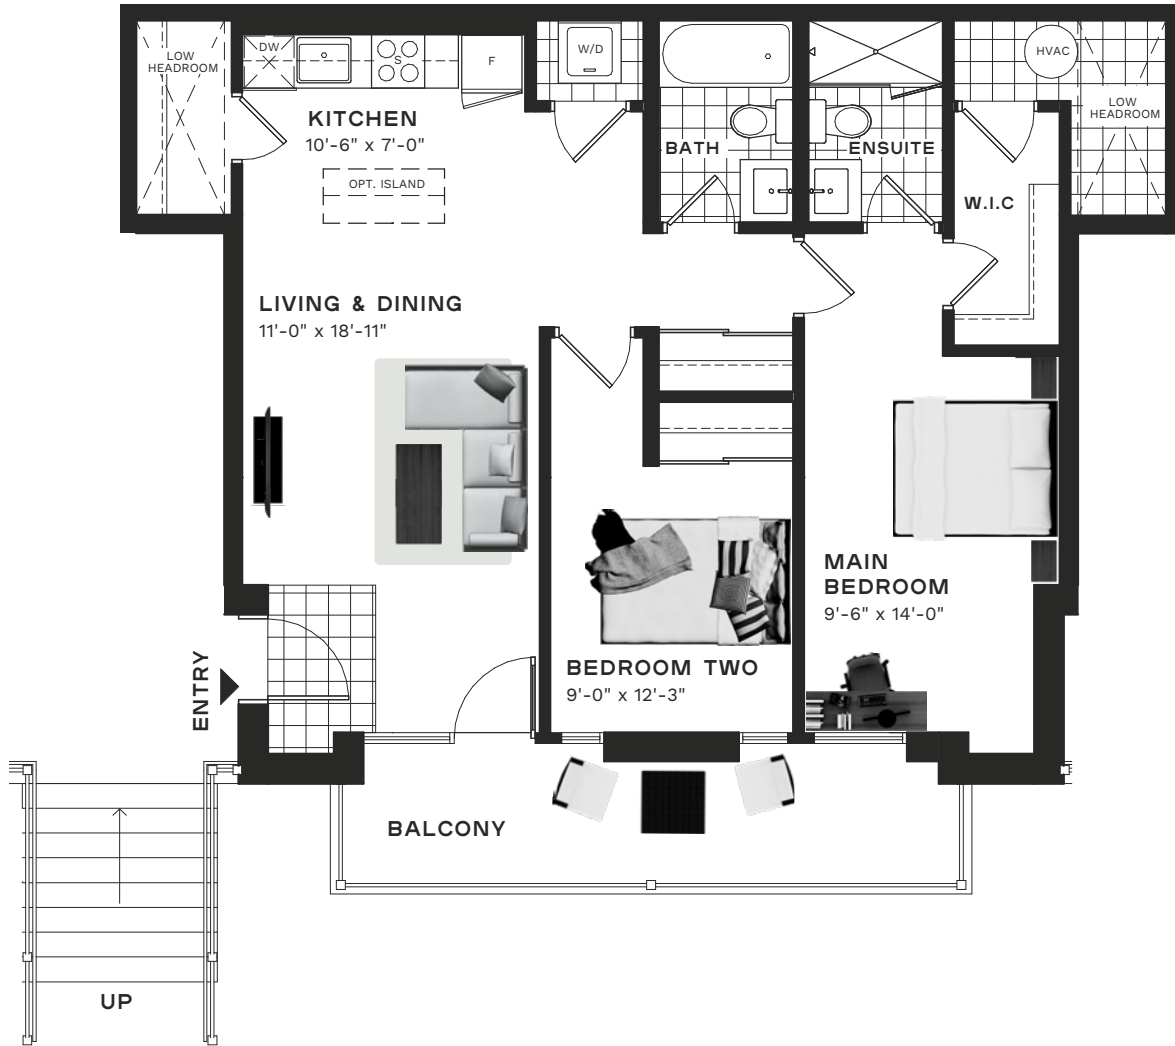 LOW
HEADROOM
DW
S
F
W/D
HVAC
LOW
HEADROOM
KITCHEN
10'-6" x 7'-0"
OPT. ISLAND
BATH
ENSUITE
W.I.C
LIVING & DINING
11'-0" x 18'-11"
MAIN
BEDROOM
9'-6" x 14'-0"
BEDROOM TWO
9'-0" x 12'-3"
ENTRY
BALCONY
UP